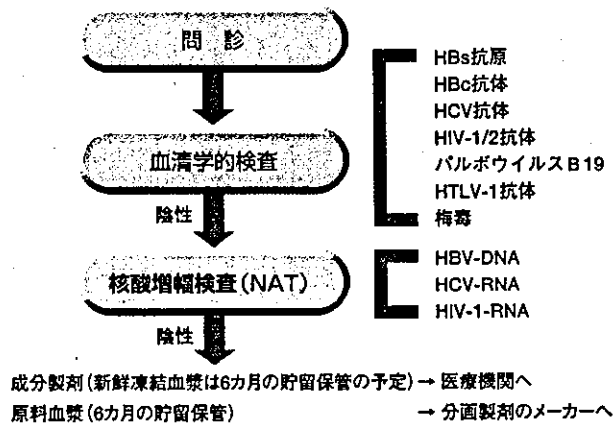 問診
HBs抗原
HBc抗体
HCV抗体
HIV-1/2抗体
パルボウイルスB19
HTLV-1抗体
梅毒
血清学的検査
陰性
核酸増幅検査(NAT)
HBV-DNA
HCV-RNA
HIV-1-RNA
陰性
成分製剤(新鮮凍結血漿は6カ月の貯留保管の予定)→ 医療機関へ
原料血漿(6カ月の貯留保管) → 分画製剤のメーカーへ